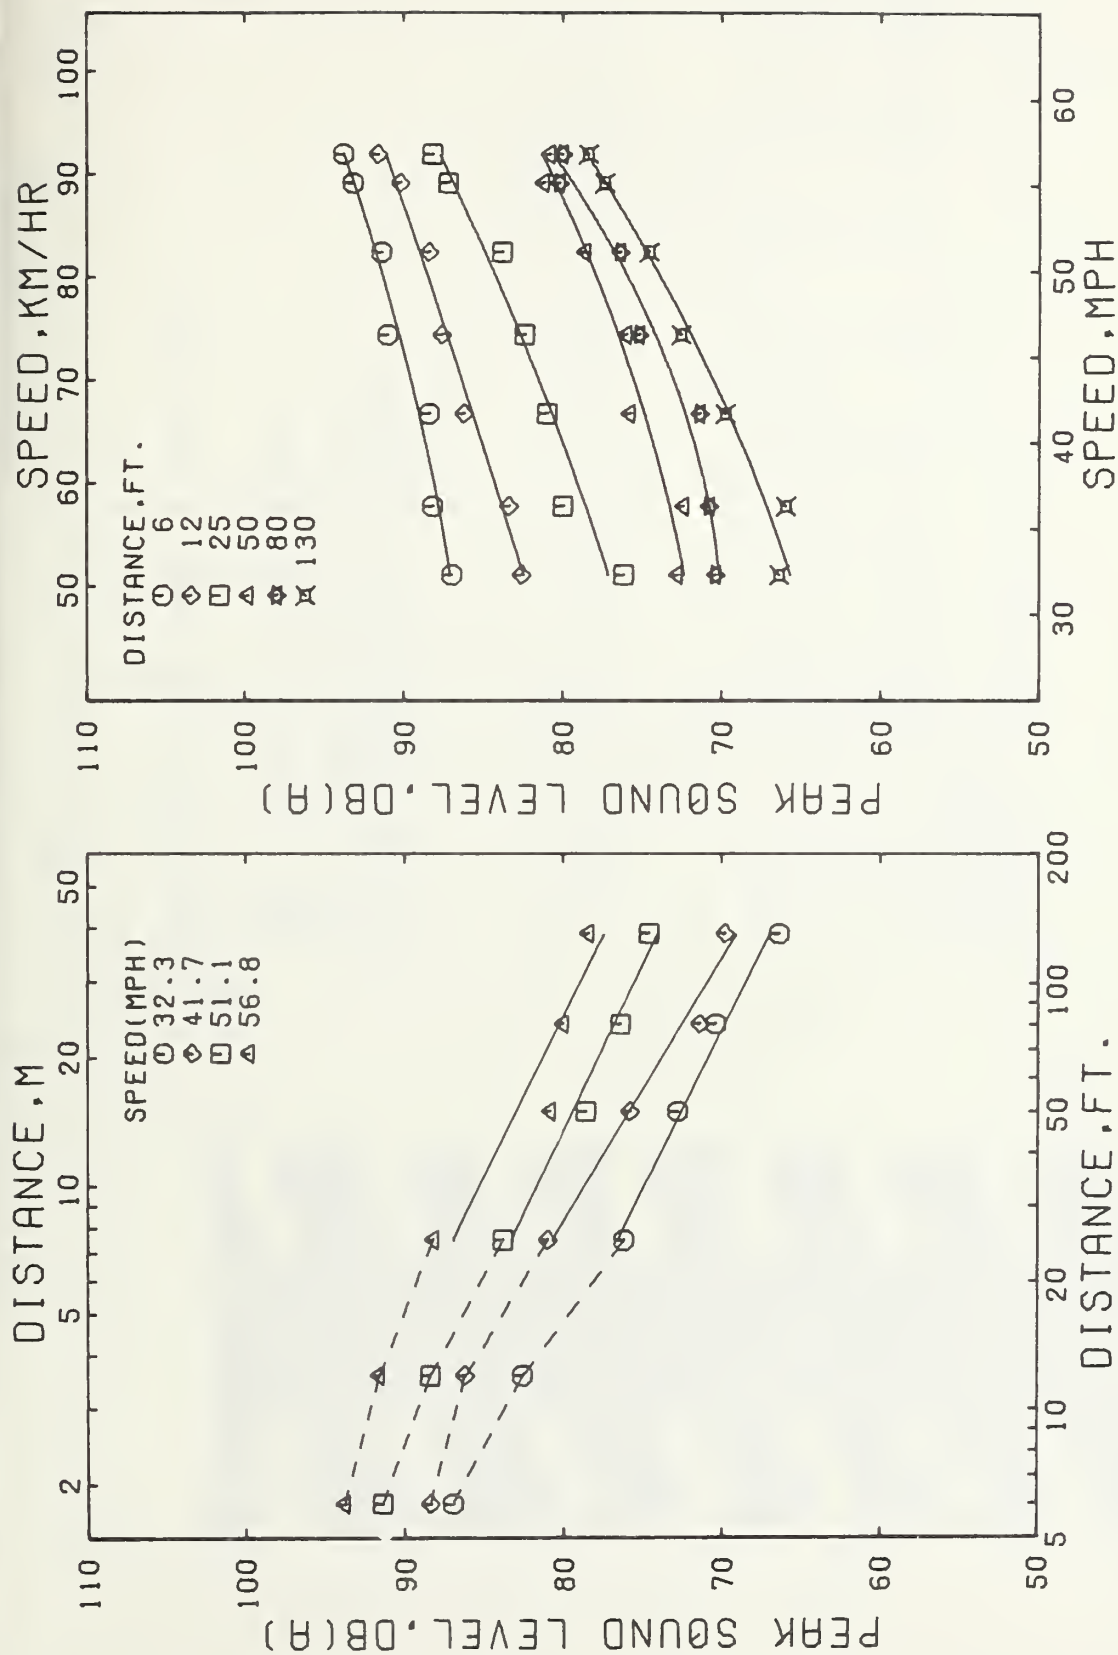 DISTANCE,M
2 5 10 20 50
SPEED(MPH)
32.3
41.7
51.1
56.8
110
90
80
70
60
50
PEAK SOUND LEVEL,DB(A)
5 10 20 50 100 200
DISTANCE,FT.
SPEED,KM/HR
50 60 70 80 90 100
DISTANCE,FT.
6
12
25
50
80
130
110
90
80
70
60
50
PEAK SOUND LEVEL,DB(A)
30 40 50 60
SPEED,MPH